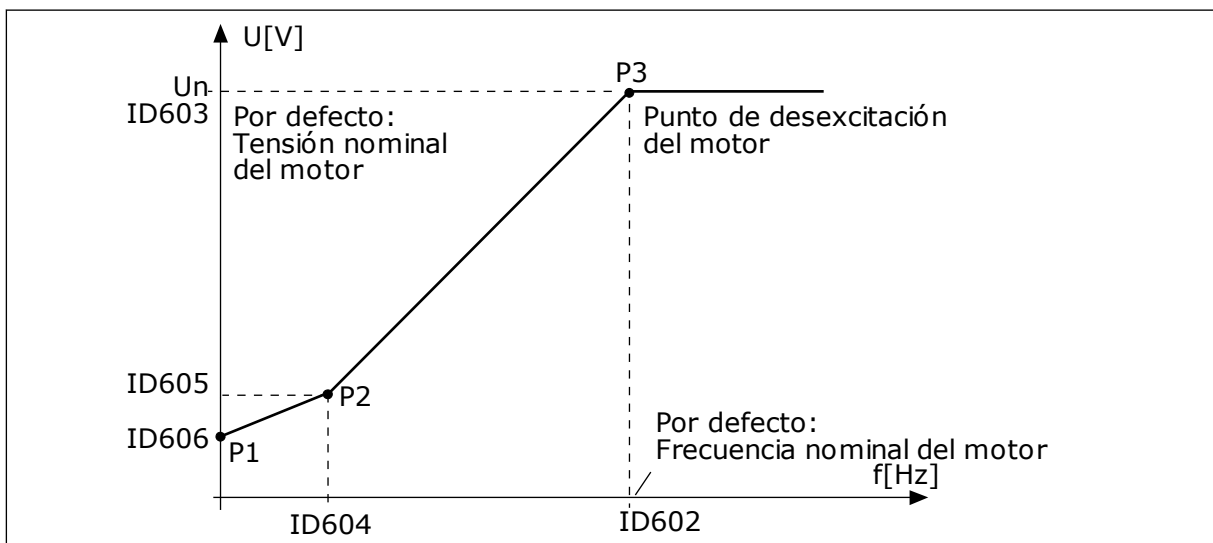 U[V]
P3
Un
ID603
Por defecto:
Tensión nominal
del motor
Punto de desexcitación
del motor
ID605
P2
ID606
P1
Por defecto:
Frecuencia nominal del motor
f[Hz]
ID604
ID602